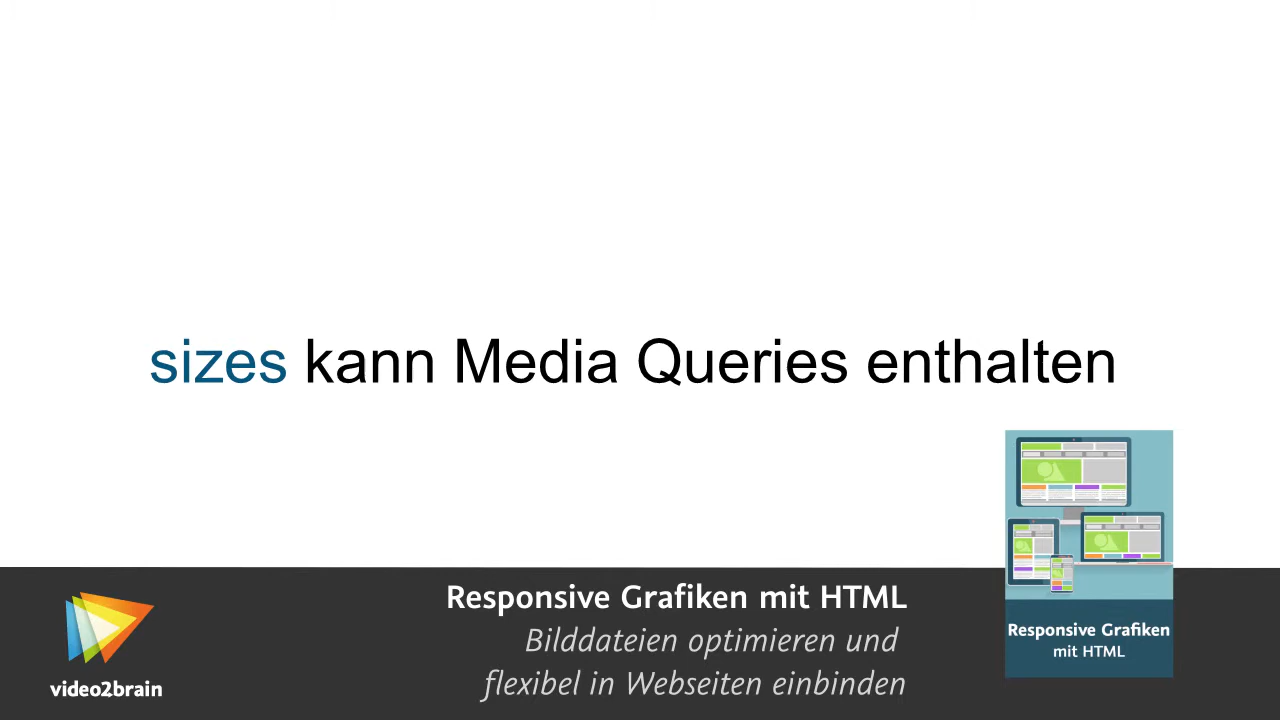 sizes kann Media Queries enthalten
Responsive Grafiken mit HTML
Bilddateien optimieren und
flexibel in Webseiten einbinden
video2brain
Responsive Grafiken
mit HTML